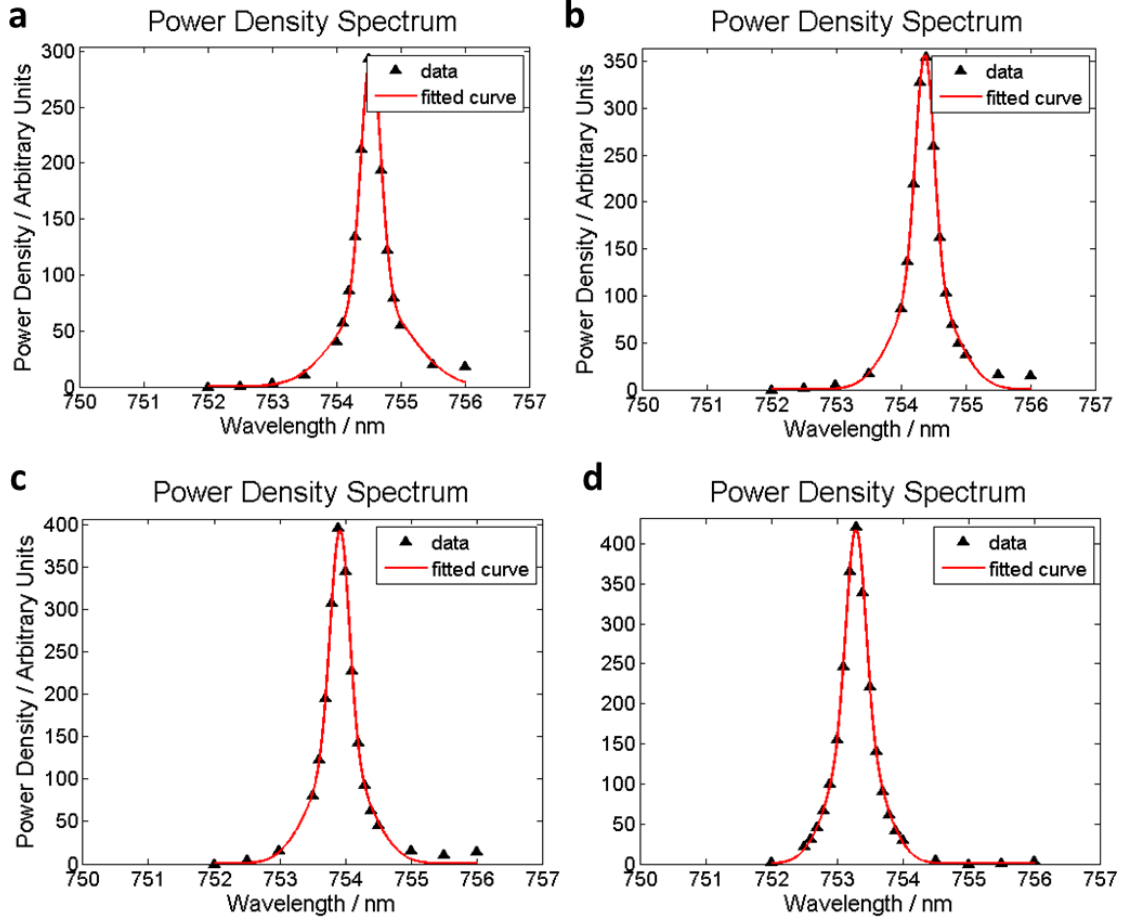 a
Power Density Spectrum
300
250
200
150
100
50
0
Power Density / Arbitrary Units
data
fitted curve
750 751 752 753 754 755 756 757
Wavelength / nm
b
Power Density Spectrum
350
300
250
200
150
100
50
0
Power Density / Arbitrary Units
data
fitted curve
750 751 752 753 754 755 756 757
Wavelength / nm
c
Power Density Spectrum
400
350
300
250
200
150
100
50
0
Power Density / Arbitrary Units
data
fitted curve
750 751 752 753 754 755 756 757
Wavelength / nm
d
Power Density Spectrum
400
350
300
250
200
150
100
50
0
Power Density / Arbitrary Units
data
fitted curve
750 751 752 753 754 755 756 757
Wavelength / nm